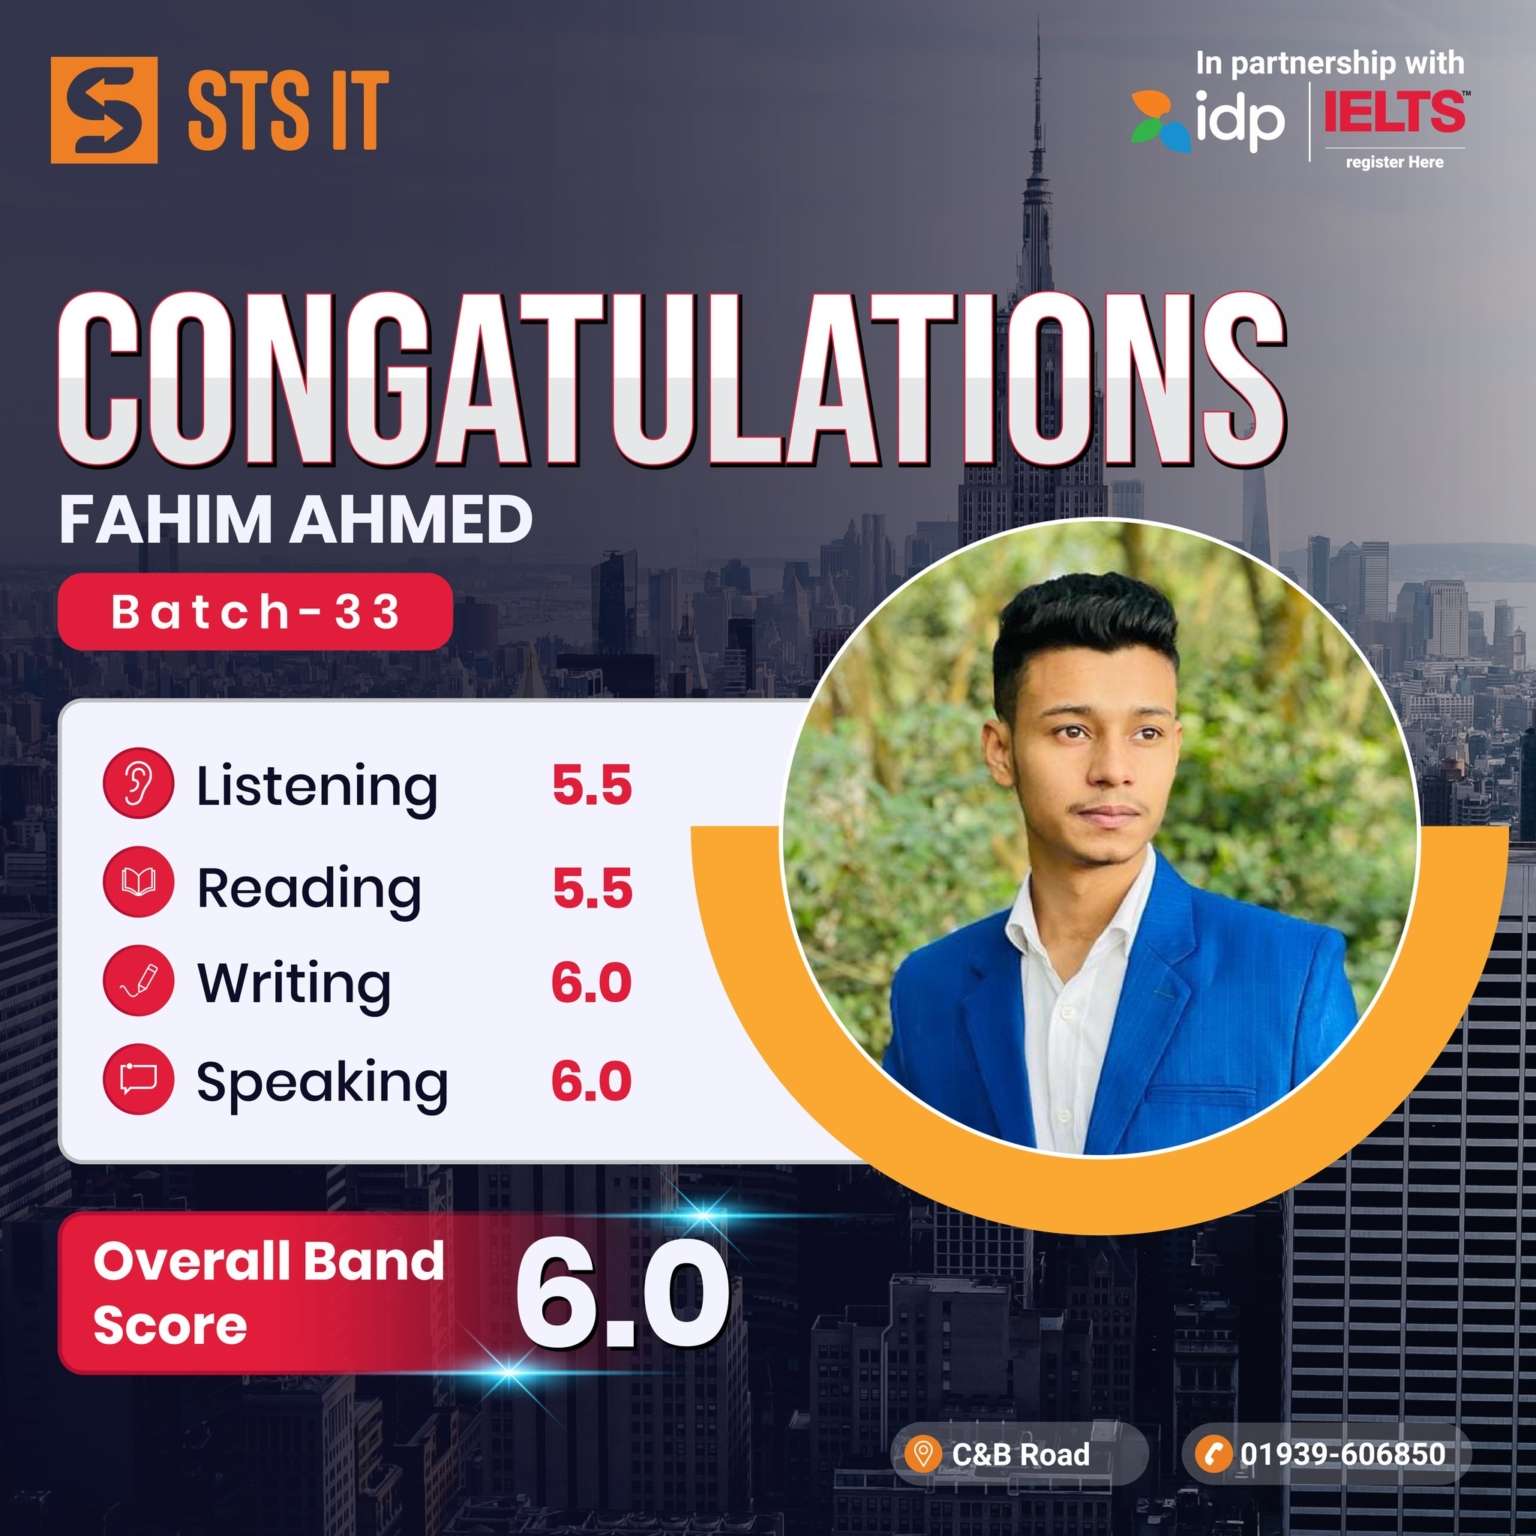 STS IT
In partnership with
idp IELTS™
register Here
CONGATULATIONS
FAHIM AHMED
Batch-33
Listening 5.5
Reading 5.5
Writing 6.0
Speaking 6.0
Overall Band
Score
6.0
C&B Road
01939-606850